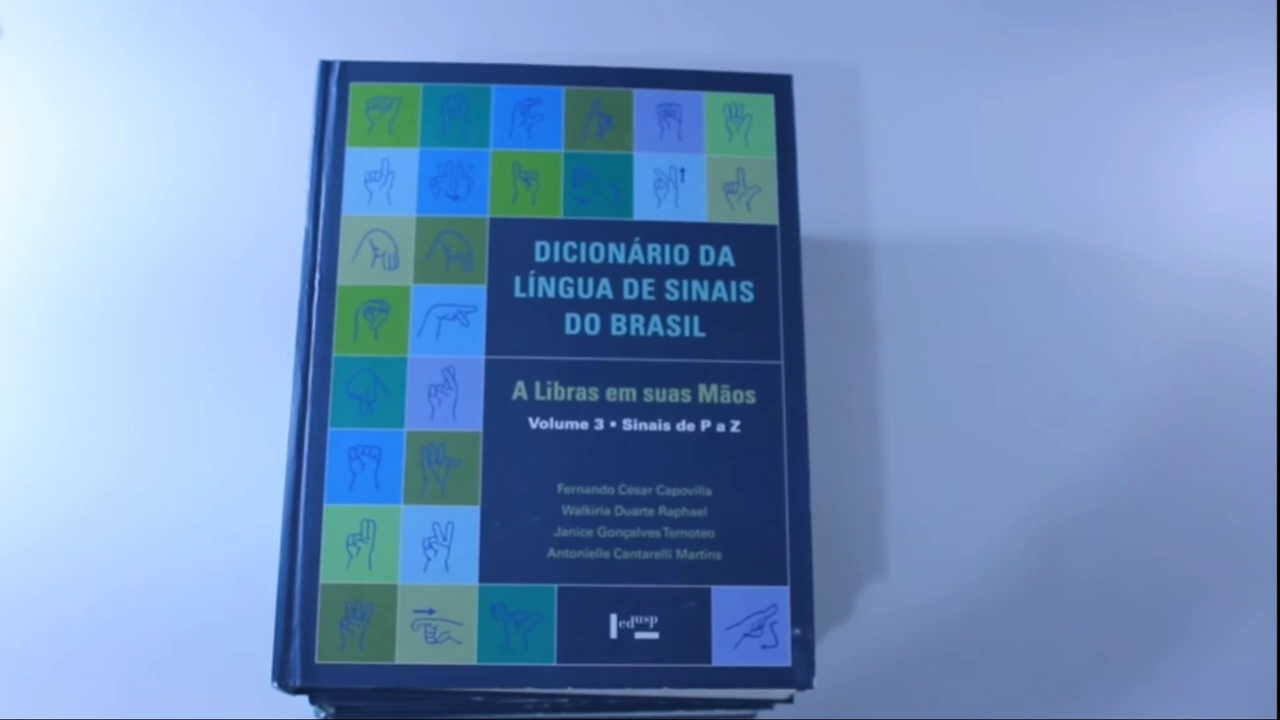 DICIONÁRIO DA
LÍNGUA DE SINAIS
DO BRASIL
A Libras em suas Mãos
Volume 3 • Sinais de P a Z
Fernando César Capovilla
Walkiria Duarte Raphael
Janice Gonçalves Temoteo
Antonielle Cantarelli Martins
edusp